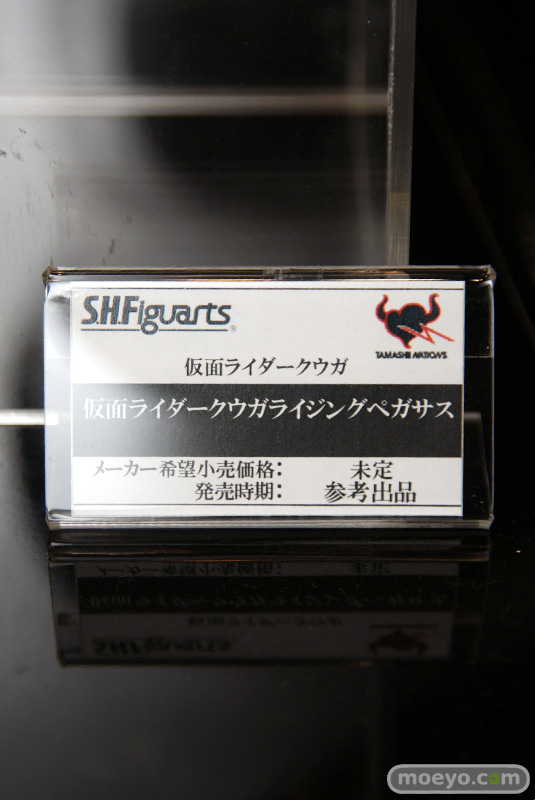 S.H.Figuarts
TAMASHII NATIONS
仮面ライダークウガ
仮面ライダークウガライジングペガサス
メーカー希望小売価格： 未定
発売時期： 参考出品
moeyo.com